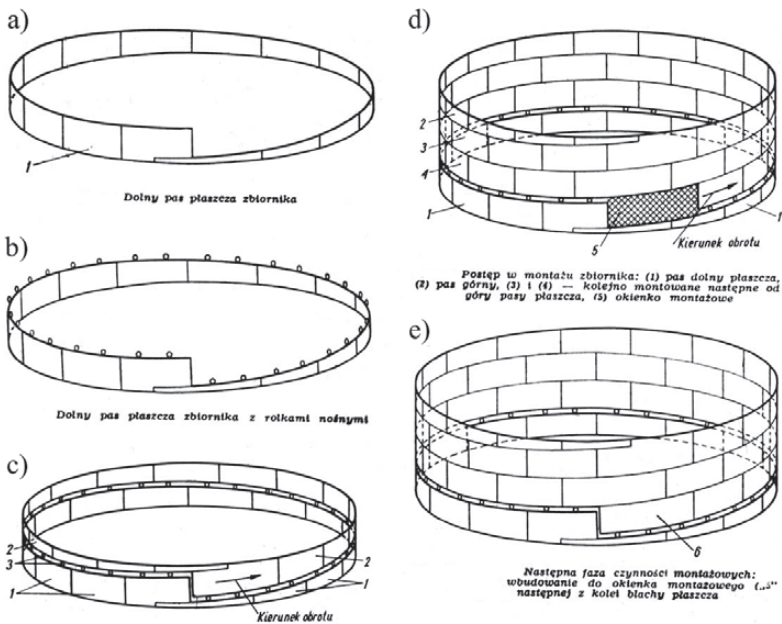 a)
1
Dolny pas płaszcza zbiornika
b)
Dolny pas płaszcza zbiornika z rolkami nośnymi
c)
2
3
1
2
1
Kierunek obrotu
d)
2
3
4
1
5
Kierunek obrotu
1
Postęp w montażu zbiornika: (1) pas dolny płaszcza,
(2) pas górny, (3) i (4) — kolejno montowane następne od
góry pasy płaszcza, (5) okienko montażowe
e)
6
Następna faza czynności montażowych:
wbudowanie do okienka montażowego („5"
następnej z kolei blachy płaszcza